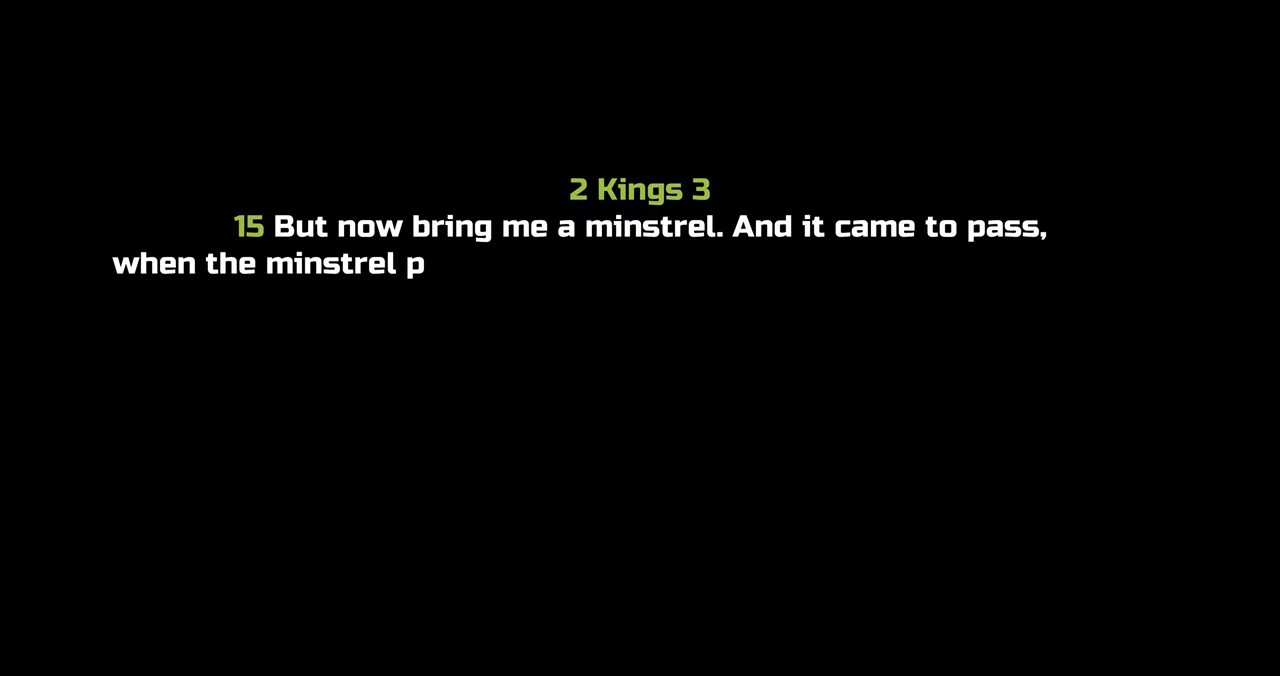 2 Kings 3
15 But now bring me a minstrel. And it came to pass,
when the minstrel p